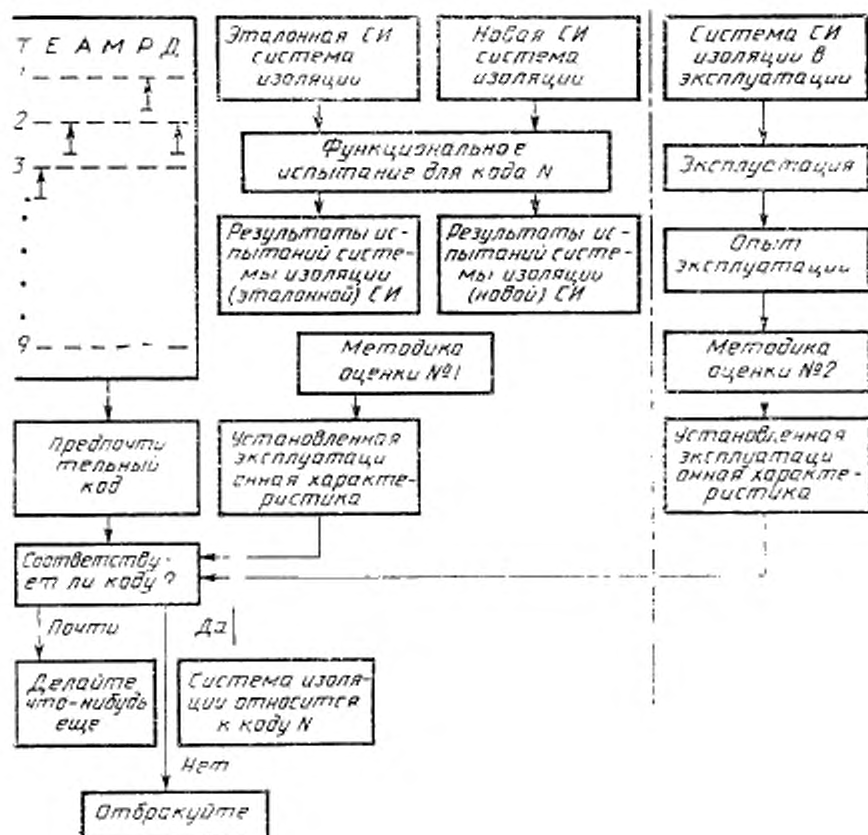 Т Е А М Р Д
1
2
3
9
Эталонная СИ
система
изоляции
Новая СИ
система
изоляции
Система СИ
изоляции в
эксплуатации
Функциональное
испытание для кода N
Эксплуатация
Результаты ис-
пытаний систе-
мы изоляции
(эталонной) СИ
Результаты ис-
пытаний систе-
мы изоляции
(новой) СИ
Опыт
эксплуатации
Методика
оценки №1
Методика
оценки №2
Предпочти
тельный
код
Установленная
эксплуатаци
онная характе-
ристика
Установленная
эксплуатаци
онная характе-
ристика
Соответству-
ет ли коду ?
Почти
Да
Делайте
что-нибудь
еще
Система изоля-
ции относится
к коду N
Нет
Отбракуйте